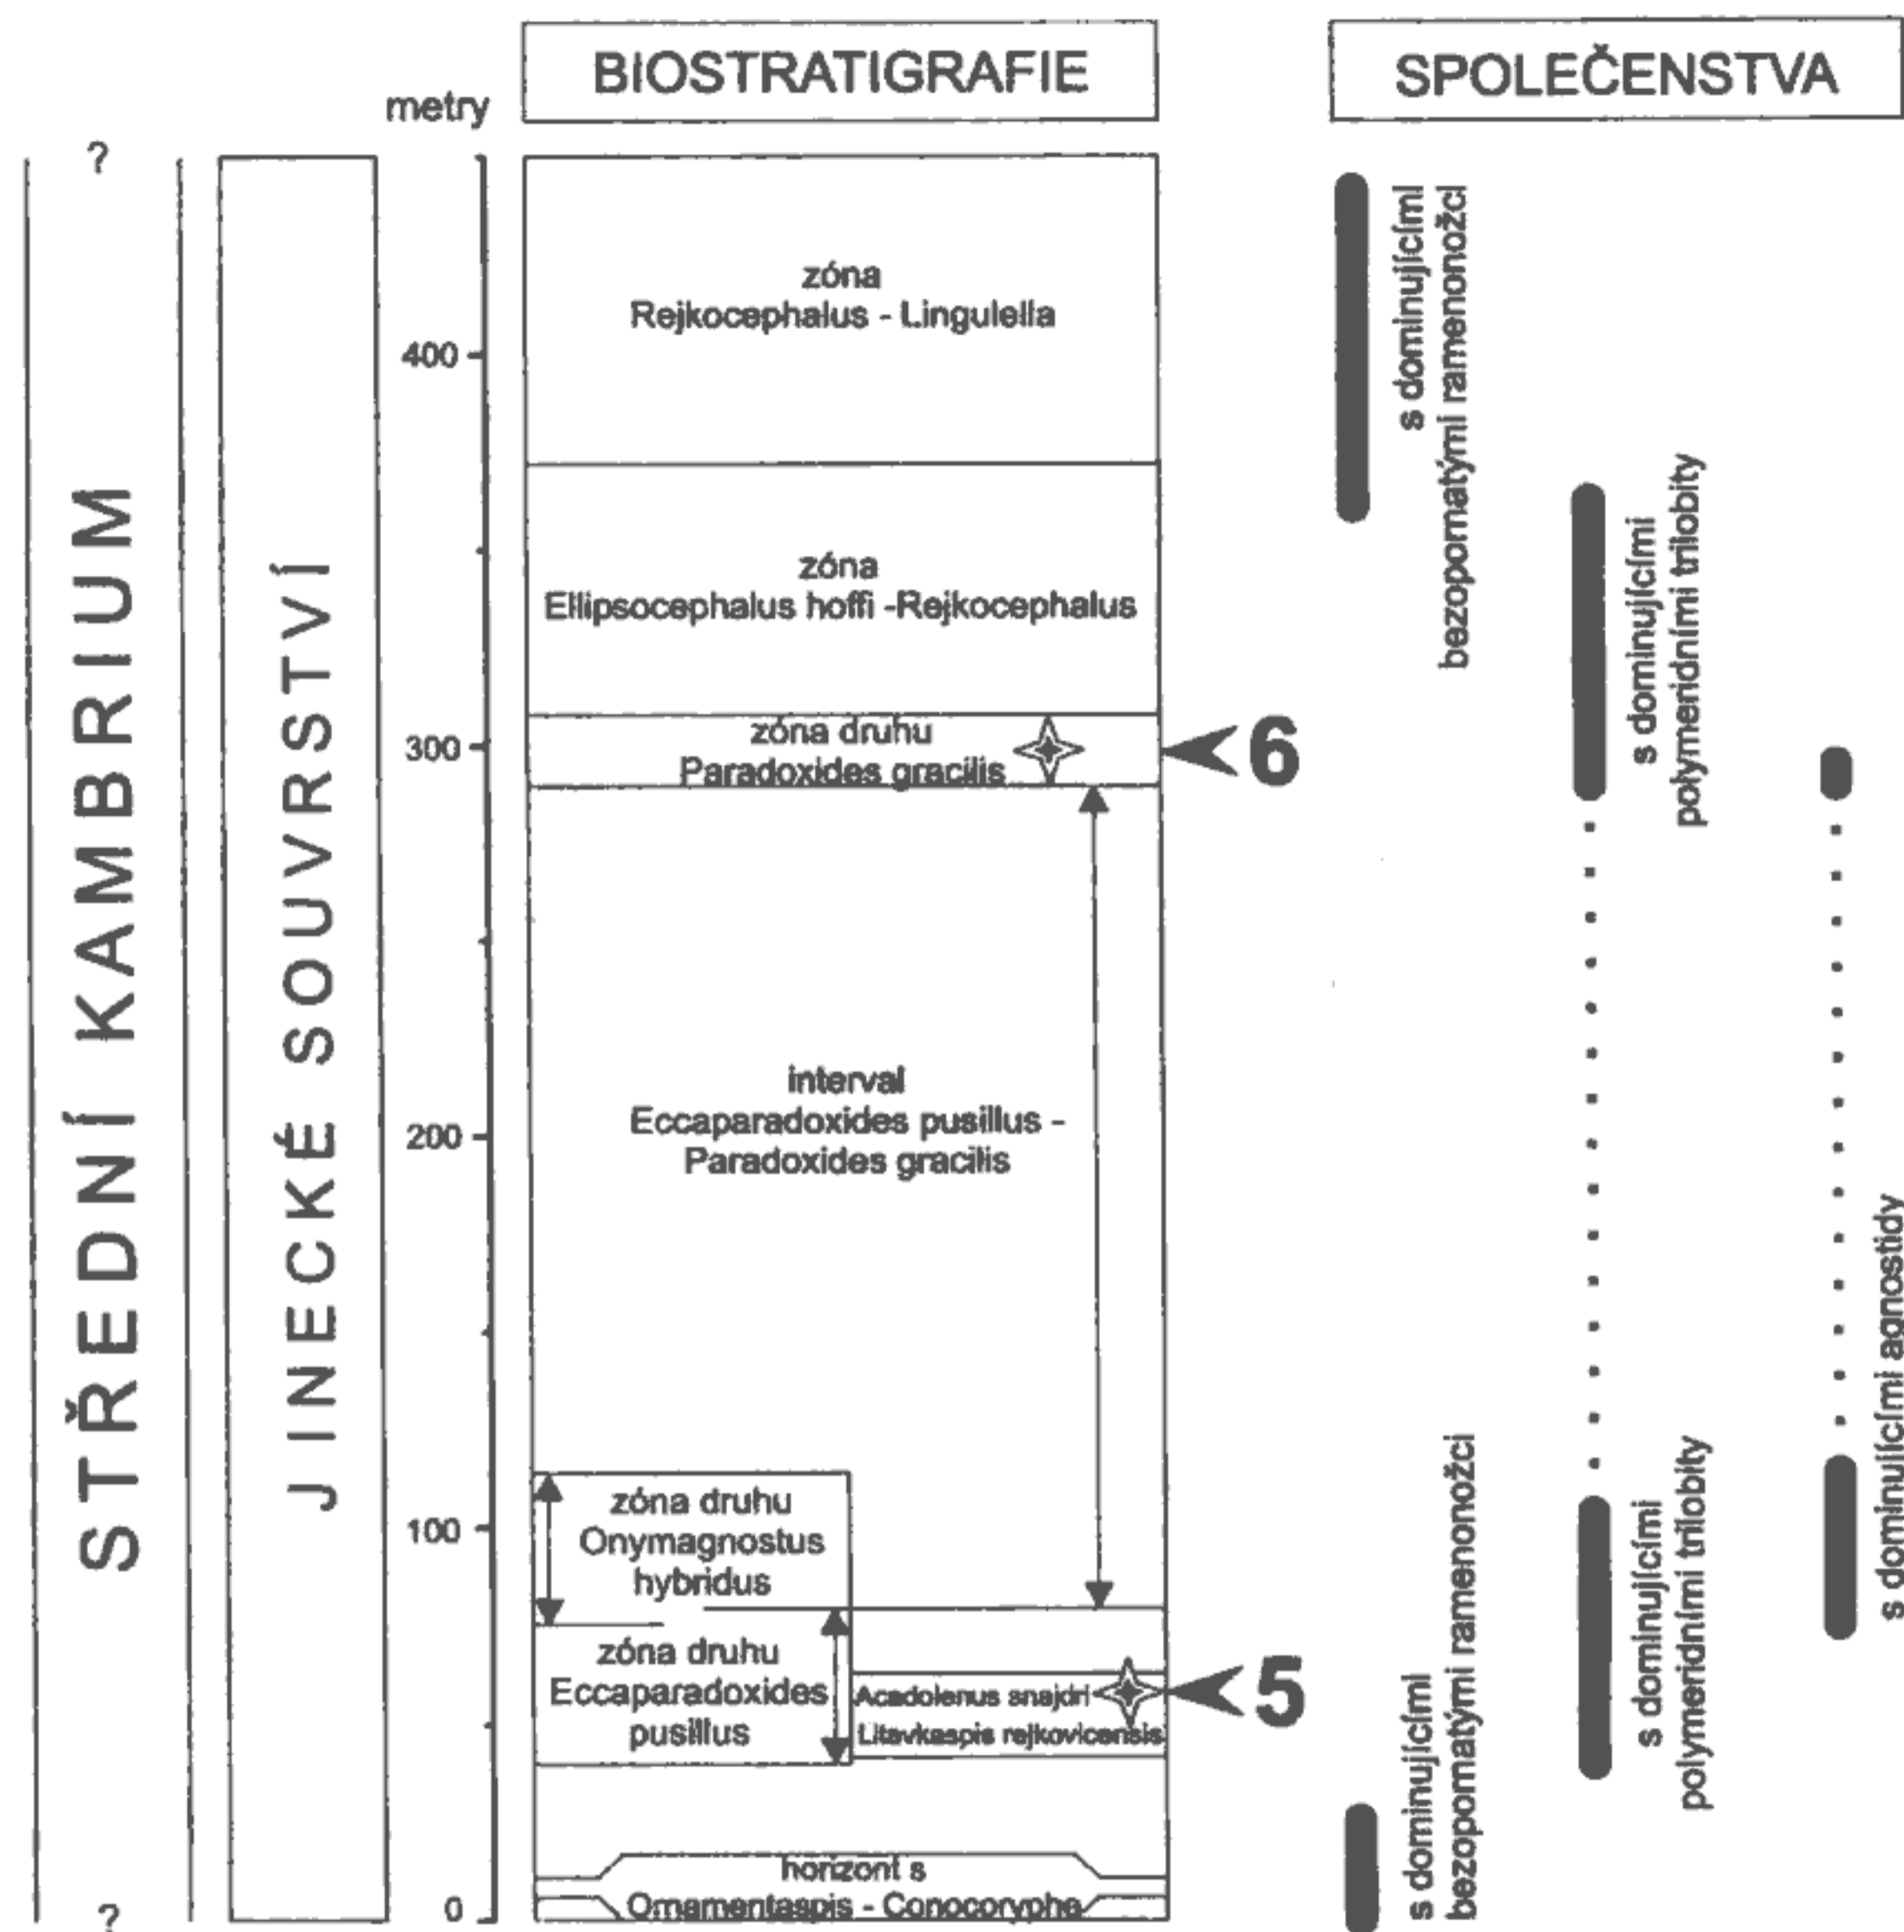 BIOSTRATIGRAFIE
SPOLEČENSTVA
metry
?
STŘEDNÍ KAMBRIUM
?
JINECKÉ SOUVRSTVÍ
400
300
200
100
0
zóna
Rejkocephalus - Lingulella
zóna
Ellipsocephalus hoffi -Rejkocephalus
zóna druhu
Paradoxides gracilis
6
interval
Eccaparadoxides pusillus -
Paradoxides gracilis
zóna druhu
Onymagnostus
hybridus
zóna druhu
Eccaparadoxides
pusillus
Acadolenus snajdri
Litavkaspis rejkovicensis
5
horizont s
Ornamentaspis - Conocoryphe
s dominujícími
bezopornatými ramenonožci
s dominujícími
polymeridními trilobity
s dominujícími agnostidy
s dominujícími
bezopornatými ramenonožci
s dominujícími
polymeridními trilobity